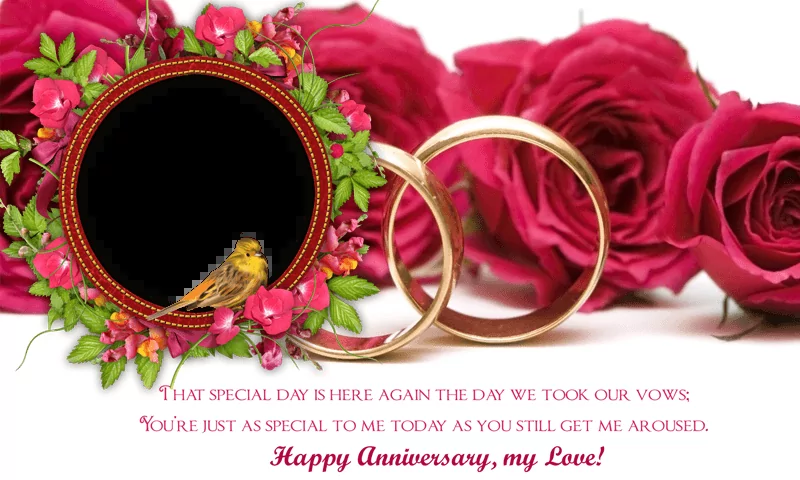 That special day is here again the day we took our vows;
You're just as special to me today as you still get me aroused.
Happy Anniversary, my Love!